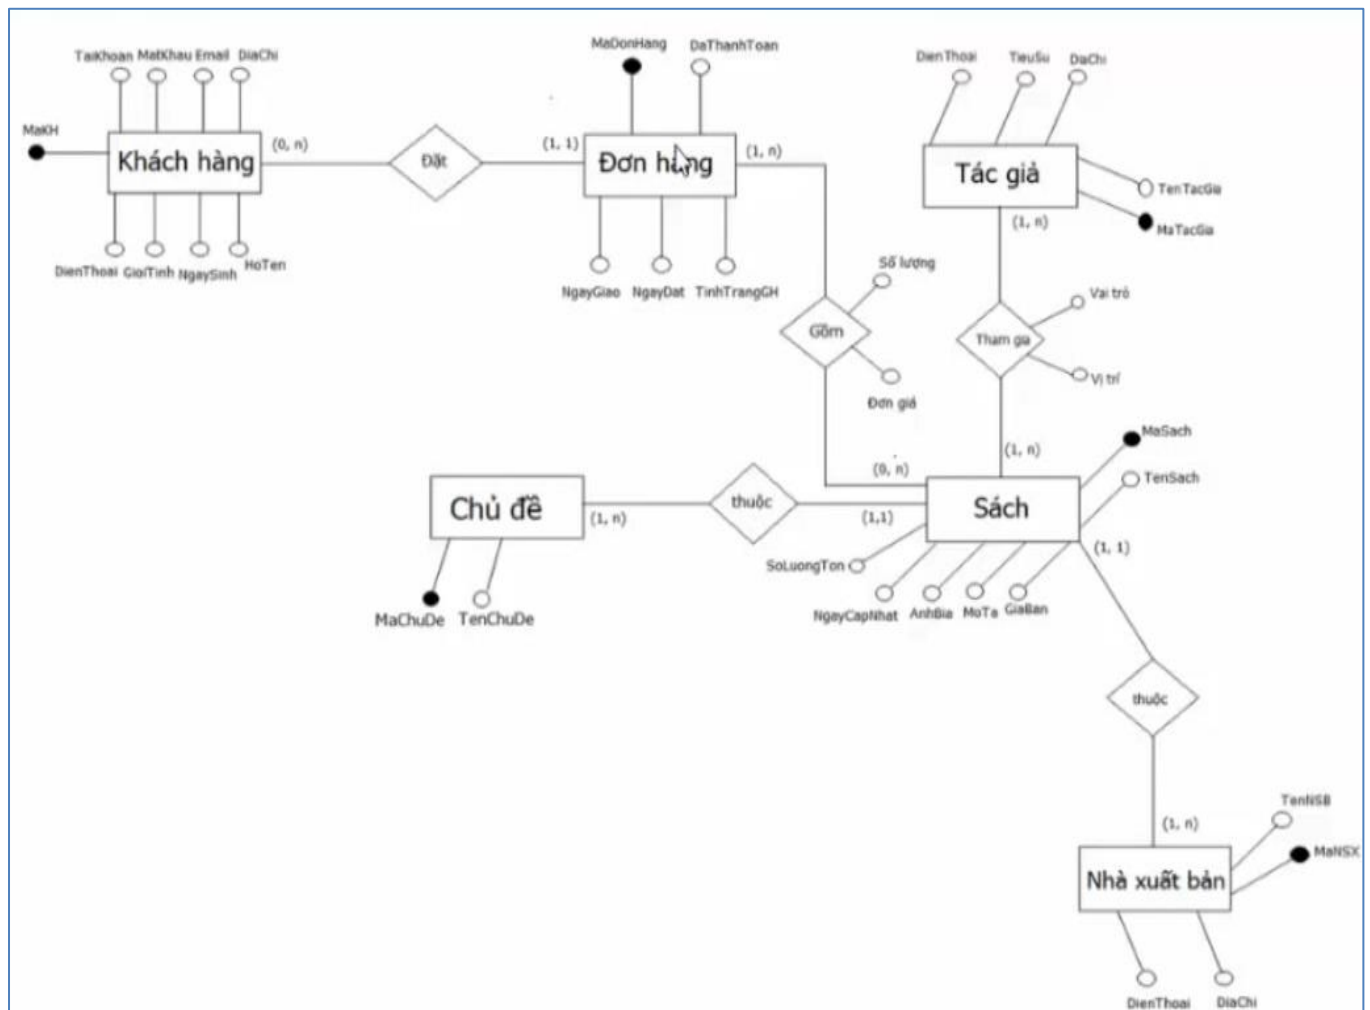 TaiKhoan MatKhau Email DiaChi
MaKH
Khách hàng
(0, n)
DienThoai GioiTinh NgaySinh HoTen
Đặt
MaDonHang DaThanhToan
(1, 1)
Đơn hàng
(1, n)
NgayGiao NgayDat TinhTrangGH
DienThoai TieuSu DiaChi
Tác giả
TenTacGia
MaTacGia
(1, n)
Số lượng
Gồm
Đơn giá
Vai trò
Tham gia
Vị trí
(0, n)
(1, n)
MaSach
TenSach
Chủ đề
(1, n)
thuộc
(1,1)
Sách
(1, 1)
SoLuongTon
NgayCapNhat AnhBia MoTa GiaBan
MaChuDe TenChuDe
thuộc
(1, n)
TenNSB
MaNSX
Nhà xuất bản
DienThoai DiaChi